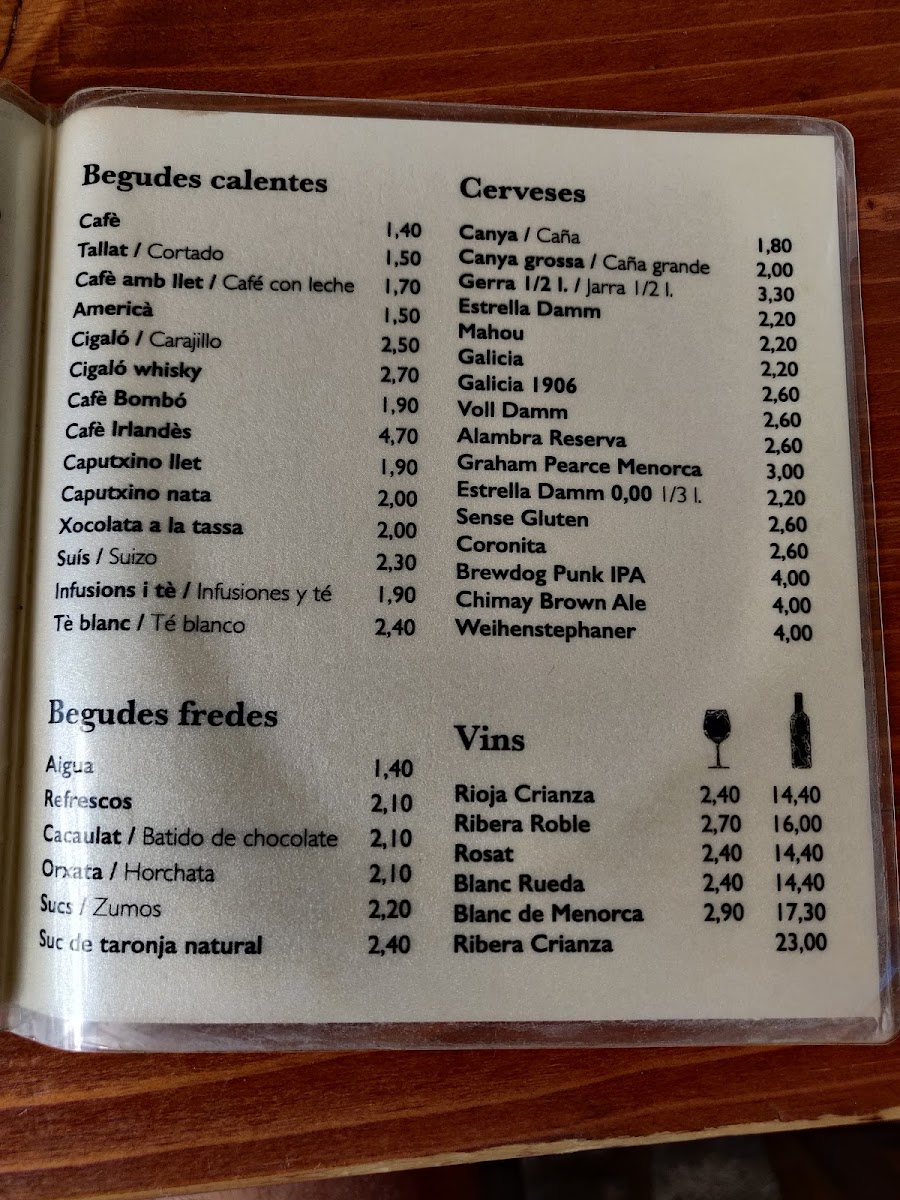 Begudes calentes
Cafè 1,40
Tallat / Cortado 1,50
Cafè amb llet / Café con leche 1,70
Americà 1,50
Cigaló / Carajillo 2,50
Cigaló whisky 2,70
Cafè Bombó 1,90
Cafè Irlandès 4,70
Caputxino llet 1,90
Caputxino nata 2,00
Xocolata a la tassa 2,00
Suís / Suizo 2,30
Infusions i tè / Infusiones y té 1,90
Tè blanc / Té blanco 2,40
Begudes fredes
Aigua 1,40
Refrescos 2,10
Cacaulat / Batido de chocolate 2,10
Orxata / Horchata 2,10
Sucs / Zumos 2,20
Suc de taronja natural 2,40
Cerveses
Canya / Caña 1,80
Canya grossa / Caña grande 2,00
Gerra 1/2 l. / Jarra 1/2 l. 3,30
Estrella Damm 2,20
Mahou 2,20
Galicia 2,20
Galicia 1906 2,60
Voll Damm 2,60
Alambra Reserva 2,60
Graham Pearce Menorca 3,00
Estrella Damm 0,00 1/3 l. 2,20
Sense Gluten 2,60
Coronita 2,60
Brewdog Punk IPA 4,00
Chimay Brown Ale 4,00
Weihenstephaner 4,00
Vins
Rioja Crianza 2,40 14,40
Ribera Roble 2,70 16,00
Rosat 2,40 14,40
Blanc Rueda 2,40 14,40
Blanc de Menorca 2,90 17,30
Ribera Crianza 23,00